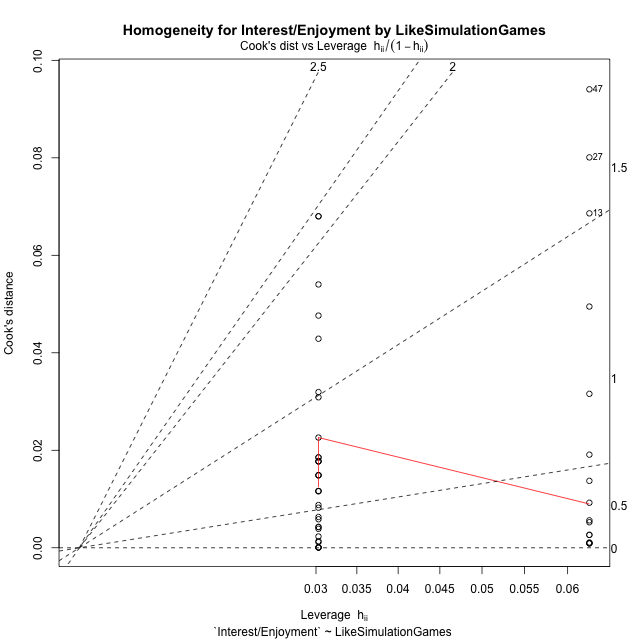 Homogeneity for Interest/Enjoyment by LikeSimulationGames
Cook's dist vs Leverage hii/(1−hii)
2.5
2
47
27
1.5
13
1
0.5
0
Cook's distance
0.10
0.08
0.06
0.04
0.02
0.00
0.03 0.035 0.04 0.045 0.05 0.055 0.06
Leverage hii
`Interest/Enjoyment` ~ LikeSimulationGames